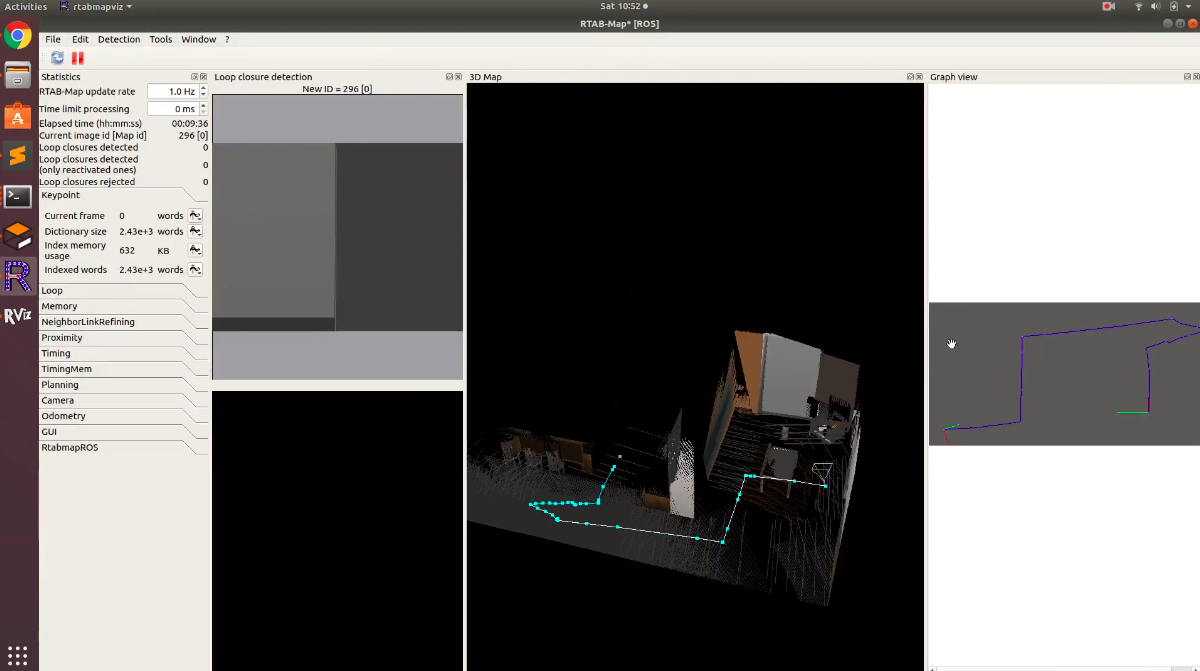 Activities
rtabmapviz
Sat 10:52
RTAB-Map* [ROS]
File Edit Detection Tools Window ?
Statistics
RTAB-Map update rate 1.0 Hz
Time limit processing 0 ms
Elapsed time (hh:mm:ss) 00:09:36
Current image id [Map id] 296 [0]
Loop closures detected 0
Loop closures detected
(only reactivated ones) 0
Loop closures rejected 0
Keypoint
Current frame 0 words
Dictionary size 2.43e+3 words
Index memory
usage 632 KB
Indexed words 2.43e+3 words
Loop
Memory
NeighborLinkRefining
Proximity
Timing
TimingMem
Planning
Camera
Odometry
GUI
RtabmapROS
Loop closure detection
New ID = 296 [0]
3D Map
Graph view
A
S
R
RViz